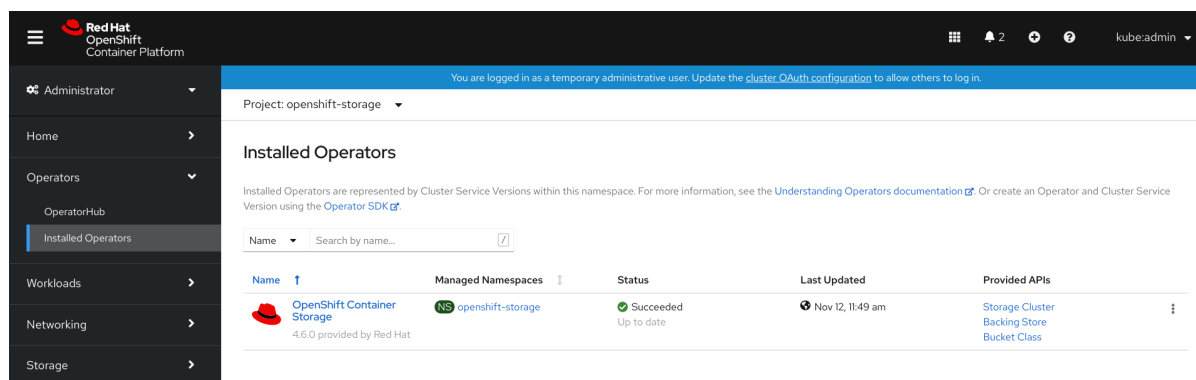 Red Hat
OpenShift
Container Platform
2
kube:admin
Administrator
You are logged in as a temporary administrative user. Update the cluster OAuth configuration to allow others to log in.
Project: openshift-storage
Home
Operators
OperatorHub
Installed Operators
Workloads
Networking
Storage
Installed Operators
Installed Operators are represented by Cluster Service Versions within this namespace. For more information, see the Understanding Operators documentation. Or create an Operator and Cluster Service
Version using the Operator SDK.
Name Search by name... /
Name Managed Namespaces Status Last Updated Provided APIs
OpenShift Container
Storage
4.6.0 provided by Red Hat
NS openshift-storage
Succeeded
Up to date
Nov 12, 11:49 am
Storage Cluster
Backing Store
Bucket Class